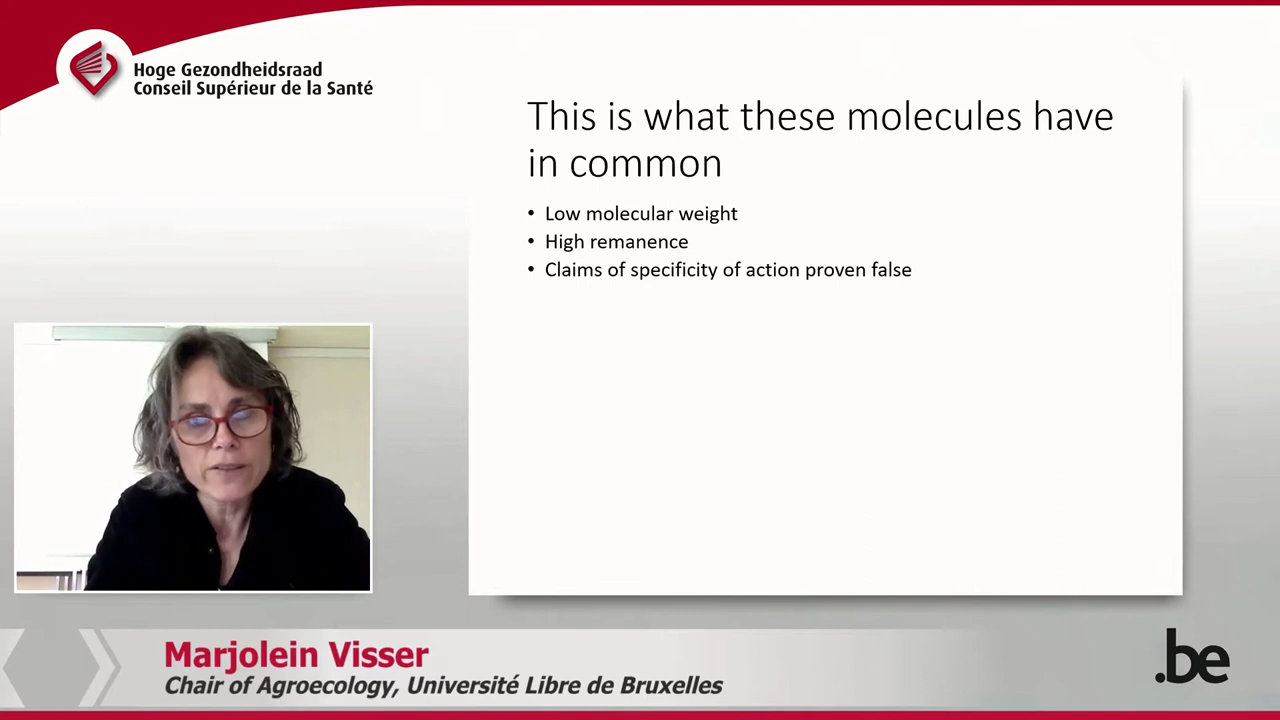 Hoge Gezondheidsraad
Conseil Supérieur de la Santé
This is what these molecules have
in common
• Low molecular weight
• High remanence
• Claims of specificity of action proven false
Marjolein Visser
Chair of Agroecology, Université Libre de Bruxelles
.be